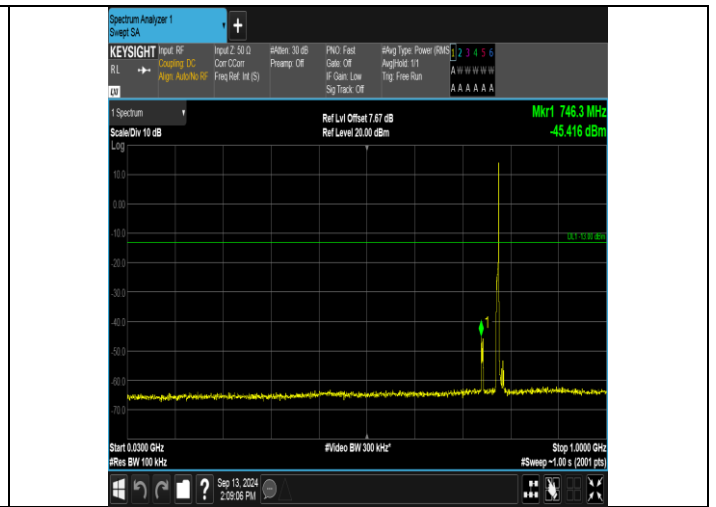 Spectrum Analyzer 1
Swept SA
+
KEYSIGHT Input: RF Input Z: 50 Ω #Atten: 30 dB PNO: Fast #Avg Type: Power (RMS 1 2 3 4 5 6
RL Coupling: DC Corr CCorr Preamp: Off Gate: Off Avg|Hold: 1/1 A W W W W W
Align: Auto/No RF Freq Ref: Int (S) IF Gain: Low Trig: Free Run
Sig Track: Off A A A A A A
1 Spectrum Ref Lvl Offset 7.67 dB Mkr1 746.3 MHz
Scale/Div 10 dB Ref Level 20.00 dBm -45.416 dBm
Log
10.0
0.00
-10.0
DL1 -13.00 dBm
-20.0
-30.0
-40.0
1
-50.0
-60.0
-70.0
Start 0.0300 GHz #Video BW 300 kHz* Stop 1.0000 GHz
#Res BW 100 kHz #Sweep ~1.00 s (2001 pts)
? Sep 13, 2024
2:09:06 PM